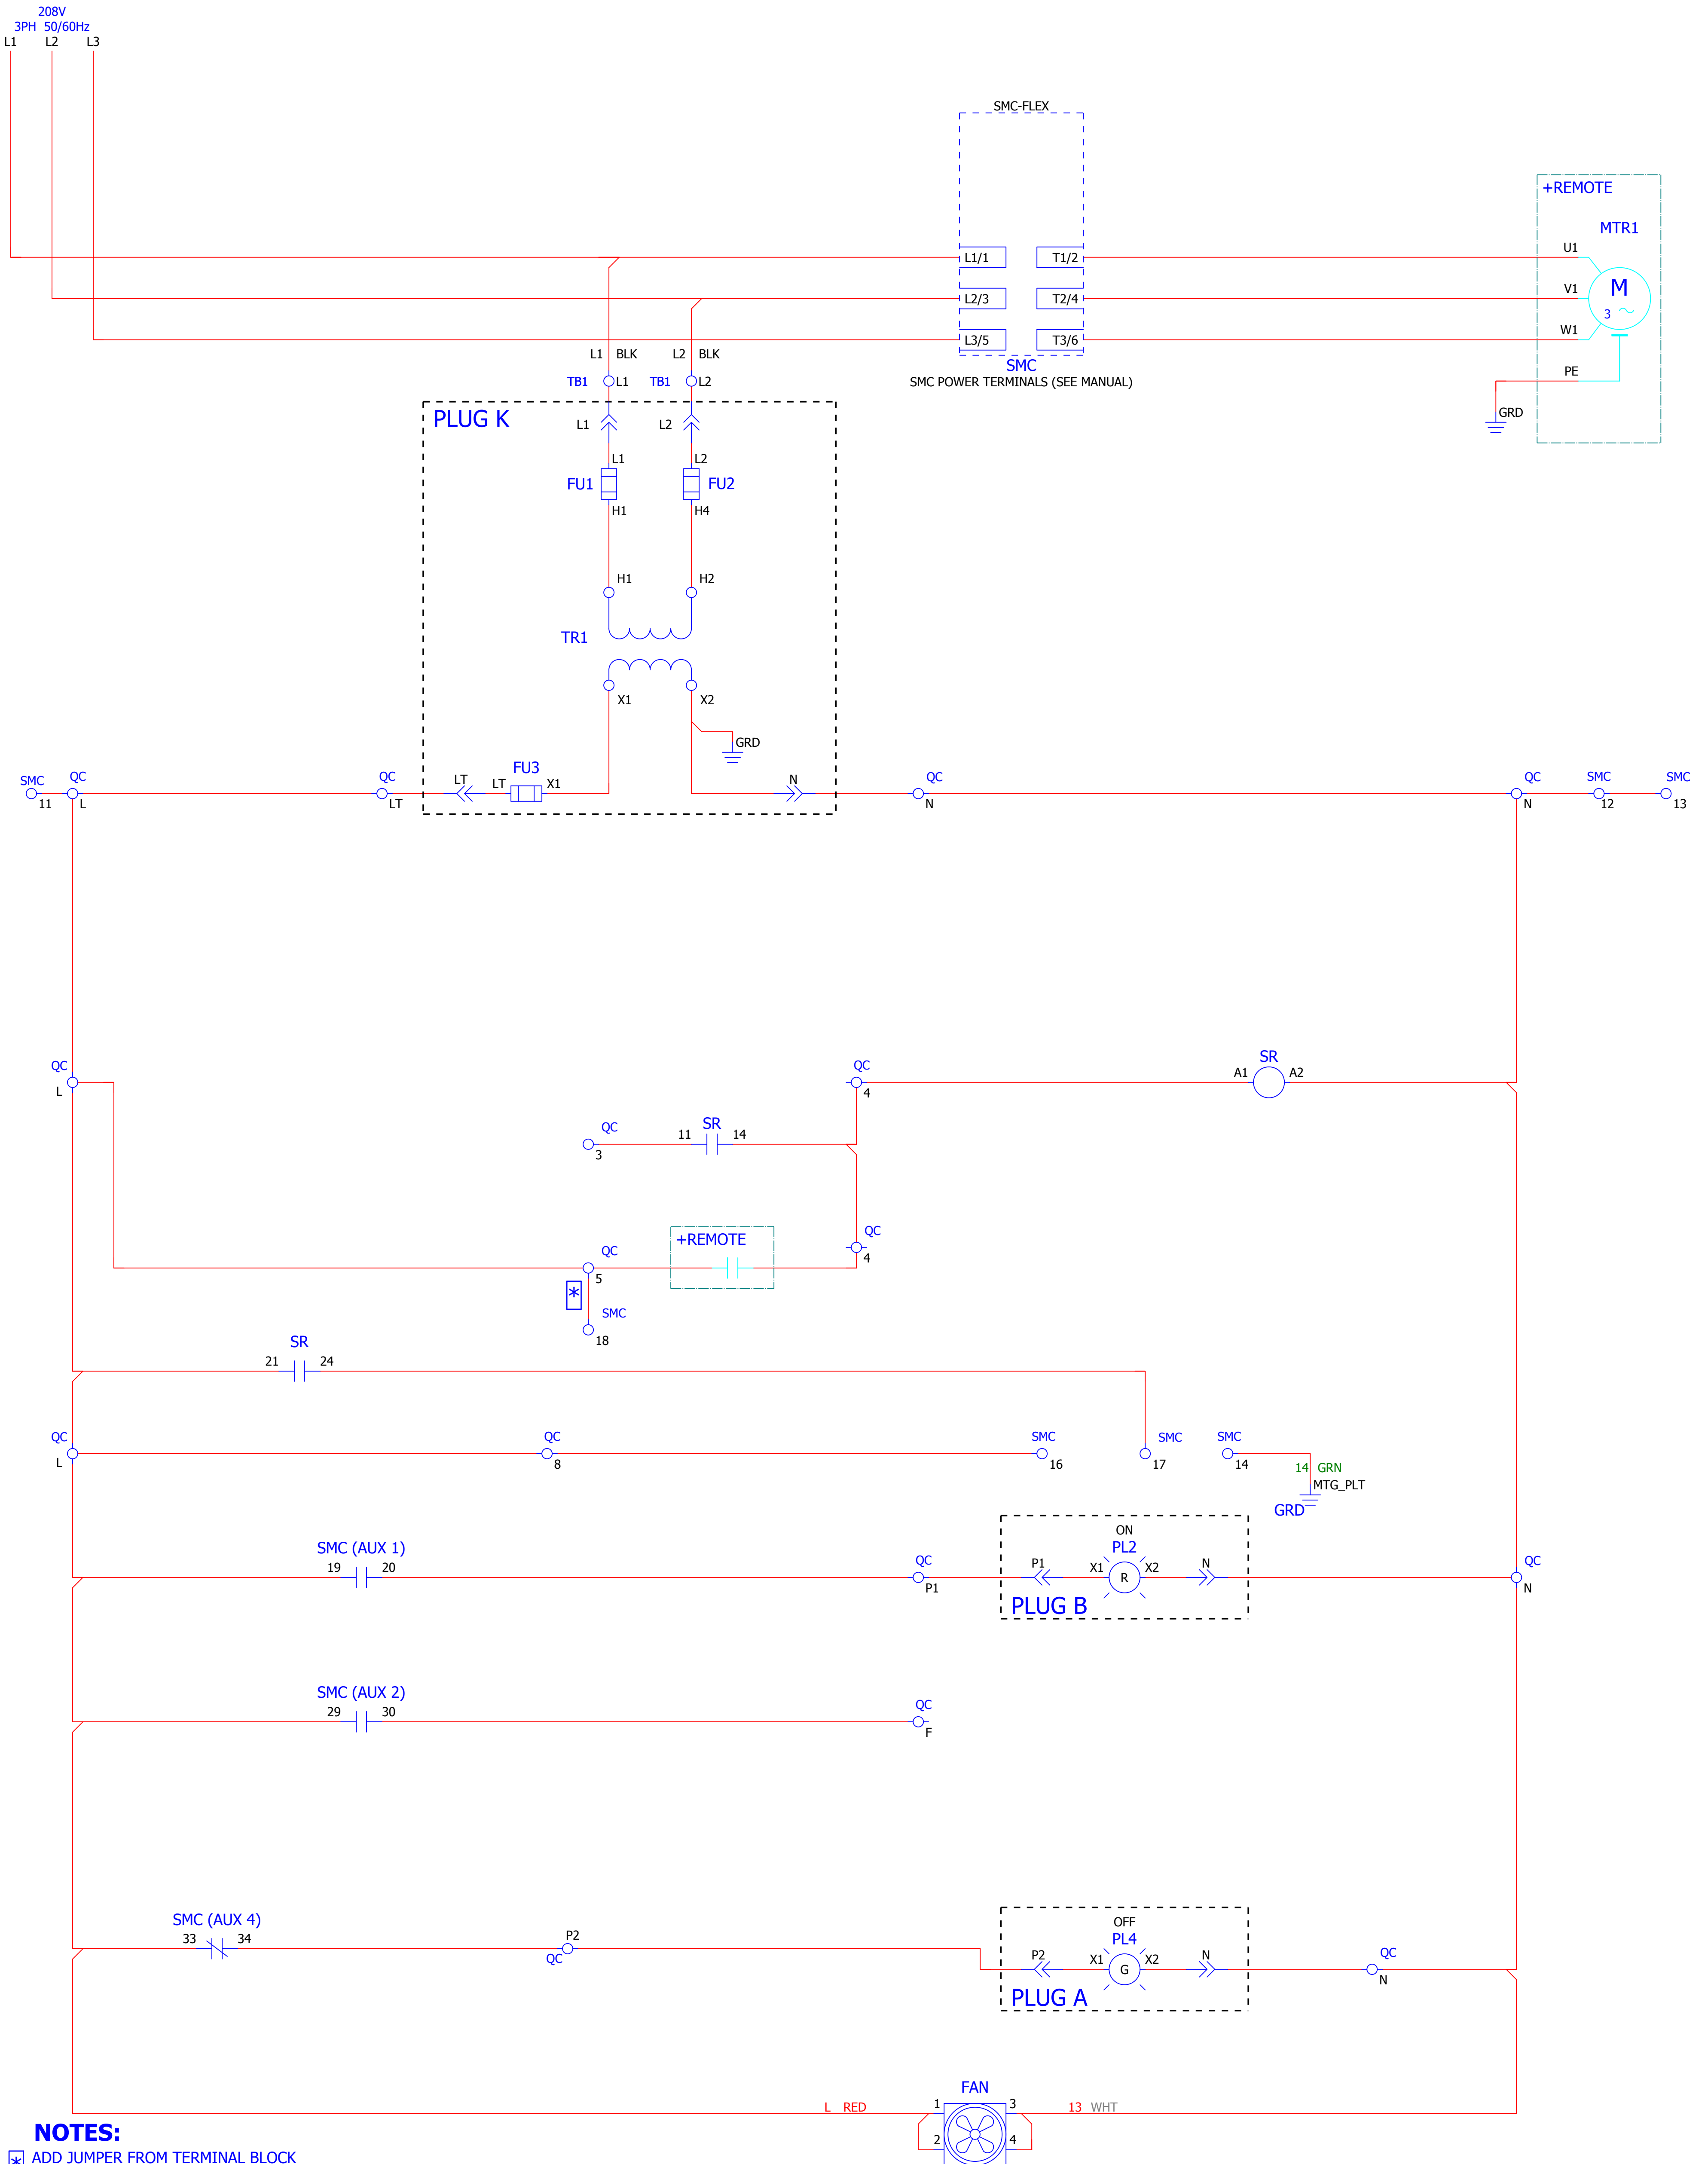 208V
3PH 50/60Hz
L1 L2 L3
SMC-FLEX
+REMOTE
MTR1
U1
L1/1 T1/2
M
3
V1
L2/3 T2/4
W1
L3/5 T3/6
L1 BLK L2 BLK
SMC
PE
TB1 L1 TB1 L2
SMC POWER TERMINALS (SEE MANUAL)
GRD
PLUG K
L1 L2
L1 L2
FU1 FU2
H1 H4
H1 H2
TR1
X1 X2
GRD
SMC QC QC LT LT FU3 X1 N QC QC SMC SMC
11 L LT N N 12 13
QC QC SR
L 4 A1 A2
QC SR
3 11 14
QC
4
+REMOTE
QC
5
*
SMC
18
SR
21 24
QC QC SMC SMC SMC
L 8 16 17 14
14 GRN
MTG_PLT
GRD
ON
SMC (AUX 1) QC PL2 QC
19 20 P1 P1 X1 R X2 N N
PLUG B
SMC (AUX 2) QC
29 30 F
SMC (AUX 4) P2 OFF
33 34 QC PL4 QC
P2 X1 G X2 N N
PLUG A
FAN
L RED 1 3 13 WHT
2 4
NOTES:
* ADD JUMPER FROM TERMINAL BLOCK